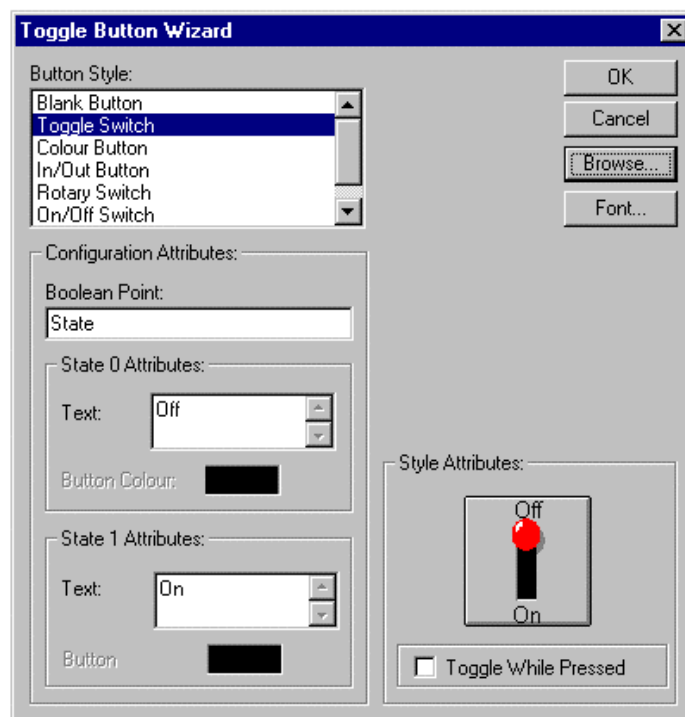 Toggle Button Wizard
Button Style:
Blank Button
Toggle Switch
Colour Button
In/Out Button
Rotary Switch
On/Off Switch
OK
Cancel
Browse...
Font...
Configuration Attributes:
Boolean Point:
State
State 0 Attributes:
Text:
Off
Button Colour:
State 1 Attributes:
Text:
On
Button
Style Attributes:
Off
On
Toggle While Pressed